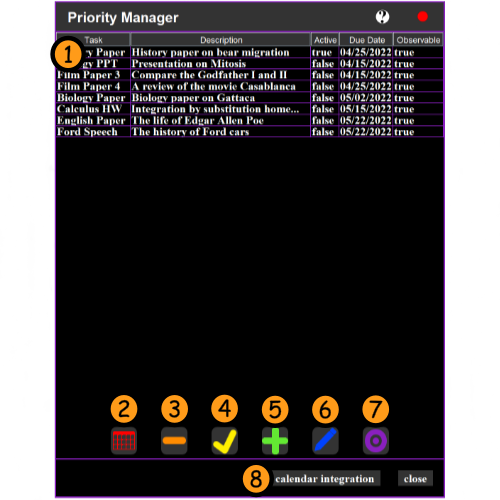 Priority Manager ?
Task Description Active Due Date Observable
1 y Paper History paper on bear migration true 04/25/2022 true
gy PPT Presentation on Mitosis false 04/15/2022 true
Film Paper 3 Compare the Godfather I and II false 04/15/2022 true
Film Paper 4 A review of the movie Casablanca false 04/25/2022 true
Biology Paper Biology paper on Gattaca false 05/02/2022 true
Calculus HW Integration by substitution home... false 04/15/2022 true
English Paper The life of Edgar Allen Poe false 05/22/2022 true
Ford Speech The history of Ford cars false 05/22/2022 true
2 3 4 5 6 7
8 calendar integration close